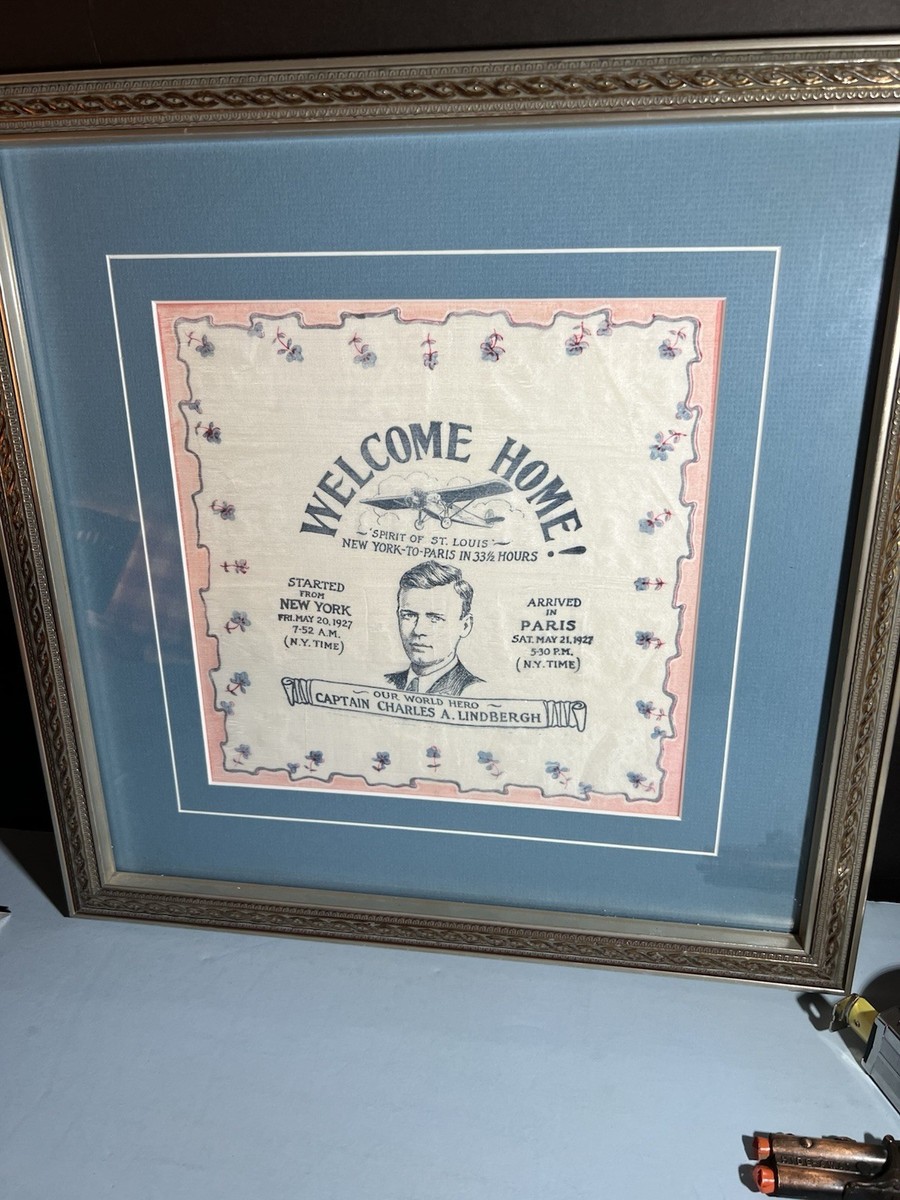 WELCOME HOME!
~'SPIRIT OF ST. LOUIS'~
NEW YORK-TO-PARIS IN 33½ HOURS
STARTED
FROM
NEW YORK
FRI. MAY 20, 1927
7-52 A.M.
(N.Y. TIME)
ARRIVED
IN
PARIS
SAT. MAY 21, 1927
5-30 P.M.
(N.Y. TIME)
~ OUR WORLD HERO ~
CAPTAIN CHARLES A. LINDBERGH